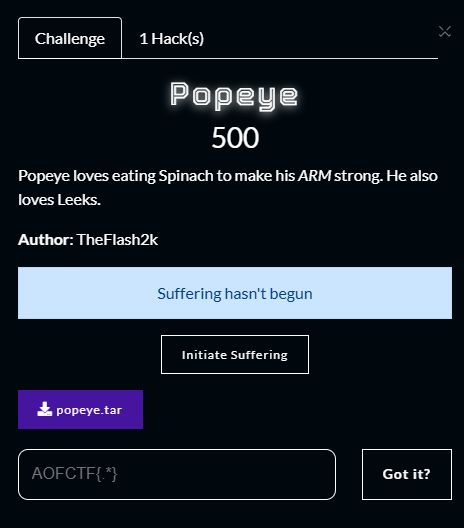 Challenge
1 Hack(s)
Popeye
500
Popeye loves eating Spinach to make his ARM strong. He also
loves Leeks.
Author: TheFlash2k
Suffering hasn't begun
Initiate Suffering
popeye.tar
AOFCTF{.*}
Got it?